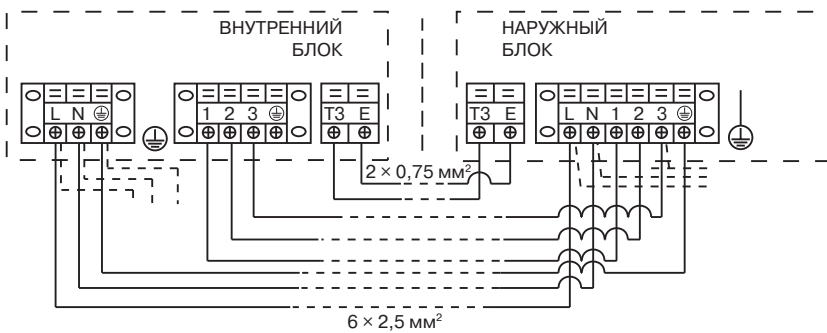 ВНУТРЕННИЙ
БЛОК
НАРУЖНЫЙ
БЛОК
L N
1 2 3
T3 E
T3 E
L N 1 2 3
2 × 0,75 мм²
6 × 2,5 мм²